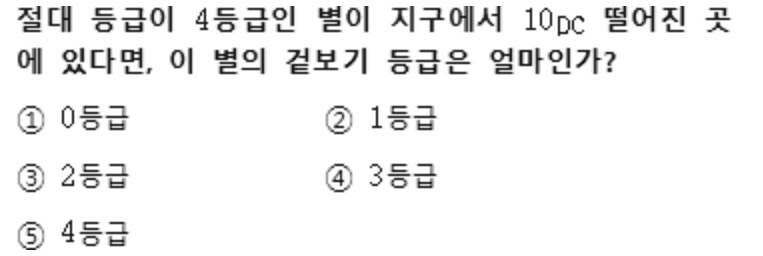 절대 등급이 4등급인 별이 지구에서 10pc 떨어진 곳
에 있다면, 이 별의 겉보기 등급은 얼마인가?
① 0등급 ② 1등급
③ 2등급 ④ 3등급
⑤ 4등급